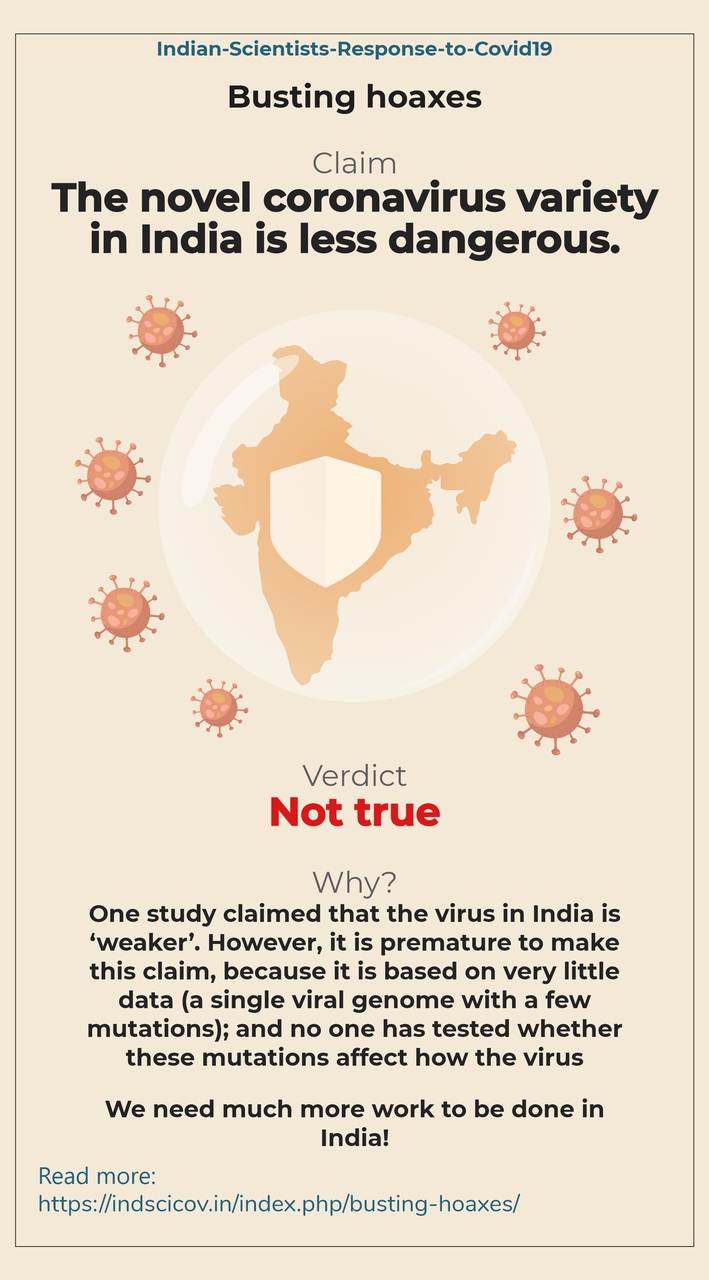 Indian-Scientists-Response-to-Covid19
Busting hoaxes
Claim
The novel coronavirus variety
in India is less dangerous.
Verdict
Not true
Why?
One study claimed that the virus in India is
‘weaker’. However, it is premature to make
this claim, because it is based on very little
data (a single viral genome with a few
mutations); and no one has tested whether
these mutations affect how the virus
We need much more work to be done in
India!
Read more:
https://indscicov.in/index.php/busting-hoaxes/